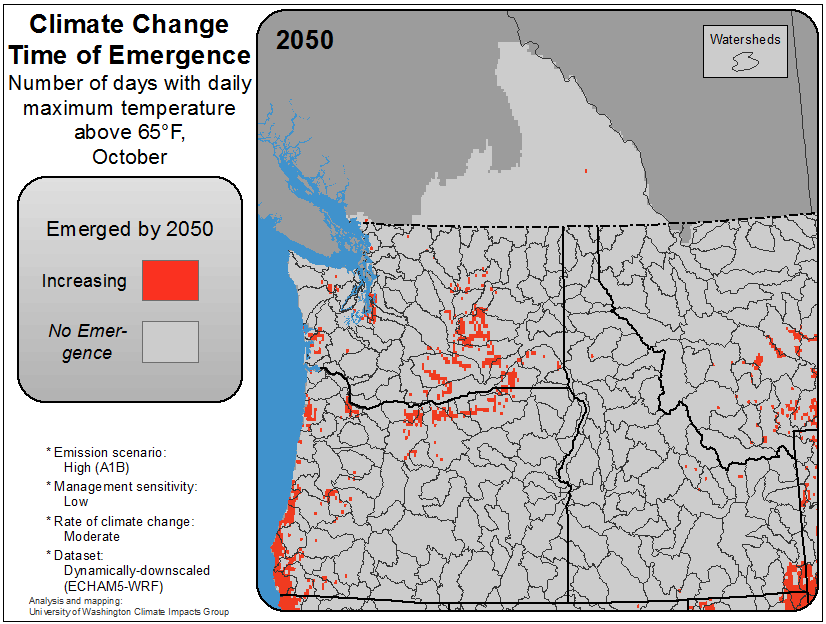 Climate Change
Time of Emergence
Number of days with daily
maximum temperature
above 65°F,
October
Emerged by 2050
Increasing
No Emer-
gence
* Emission scenario:
High (A1B)
* Management sensitivity:
Low
* Rate of climate change:
Moderate
* Dataset:
Dynamically-downscaled
(ECHAM5-WRF)
Analysis and mapping:
University of Washington Climate Impacts Group
2050
Watersheds